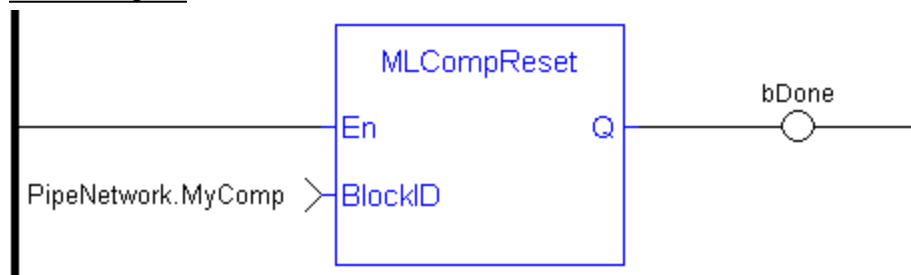 MLCompReset
bDone
En
Q
PipeNetwork.MyComp
BlockID